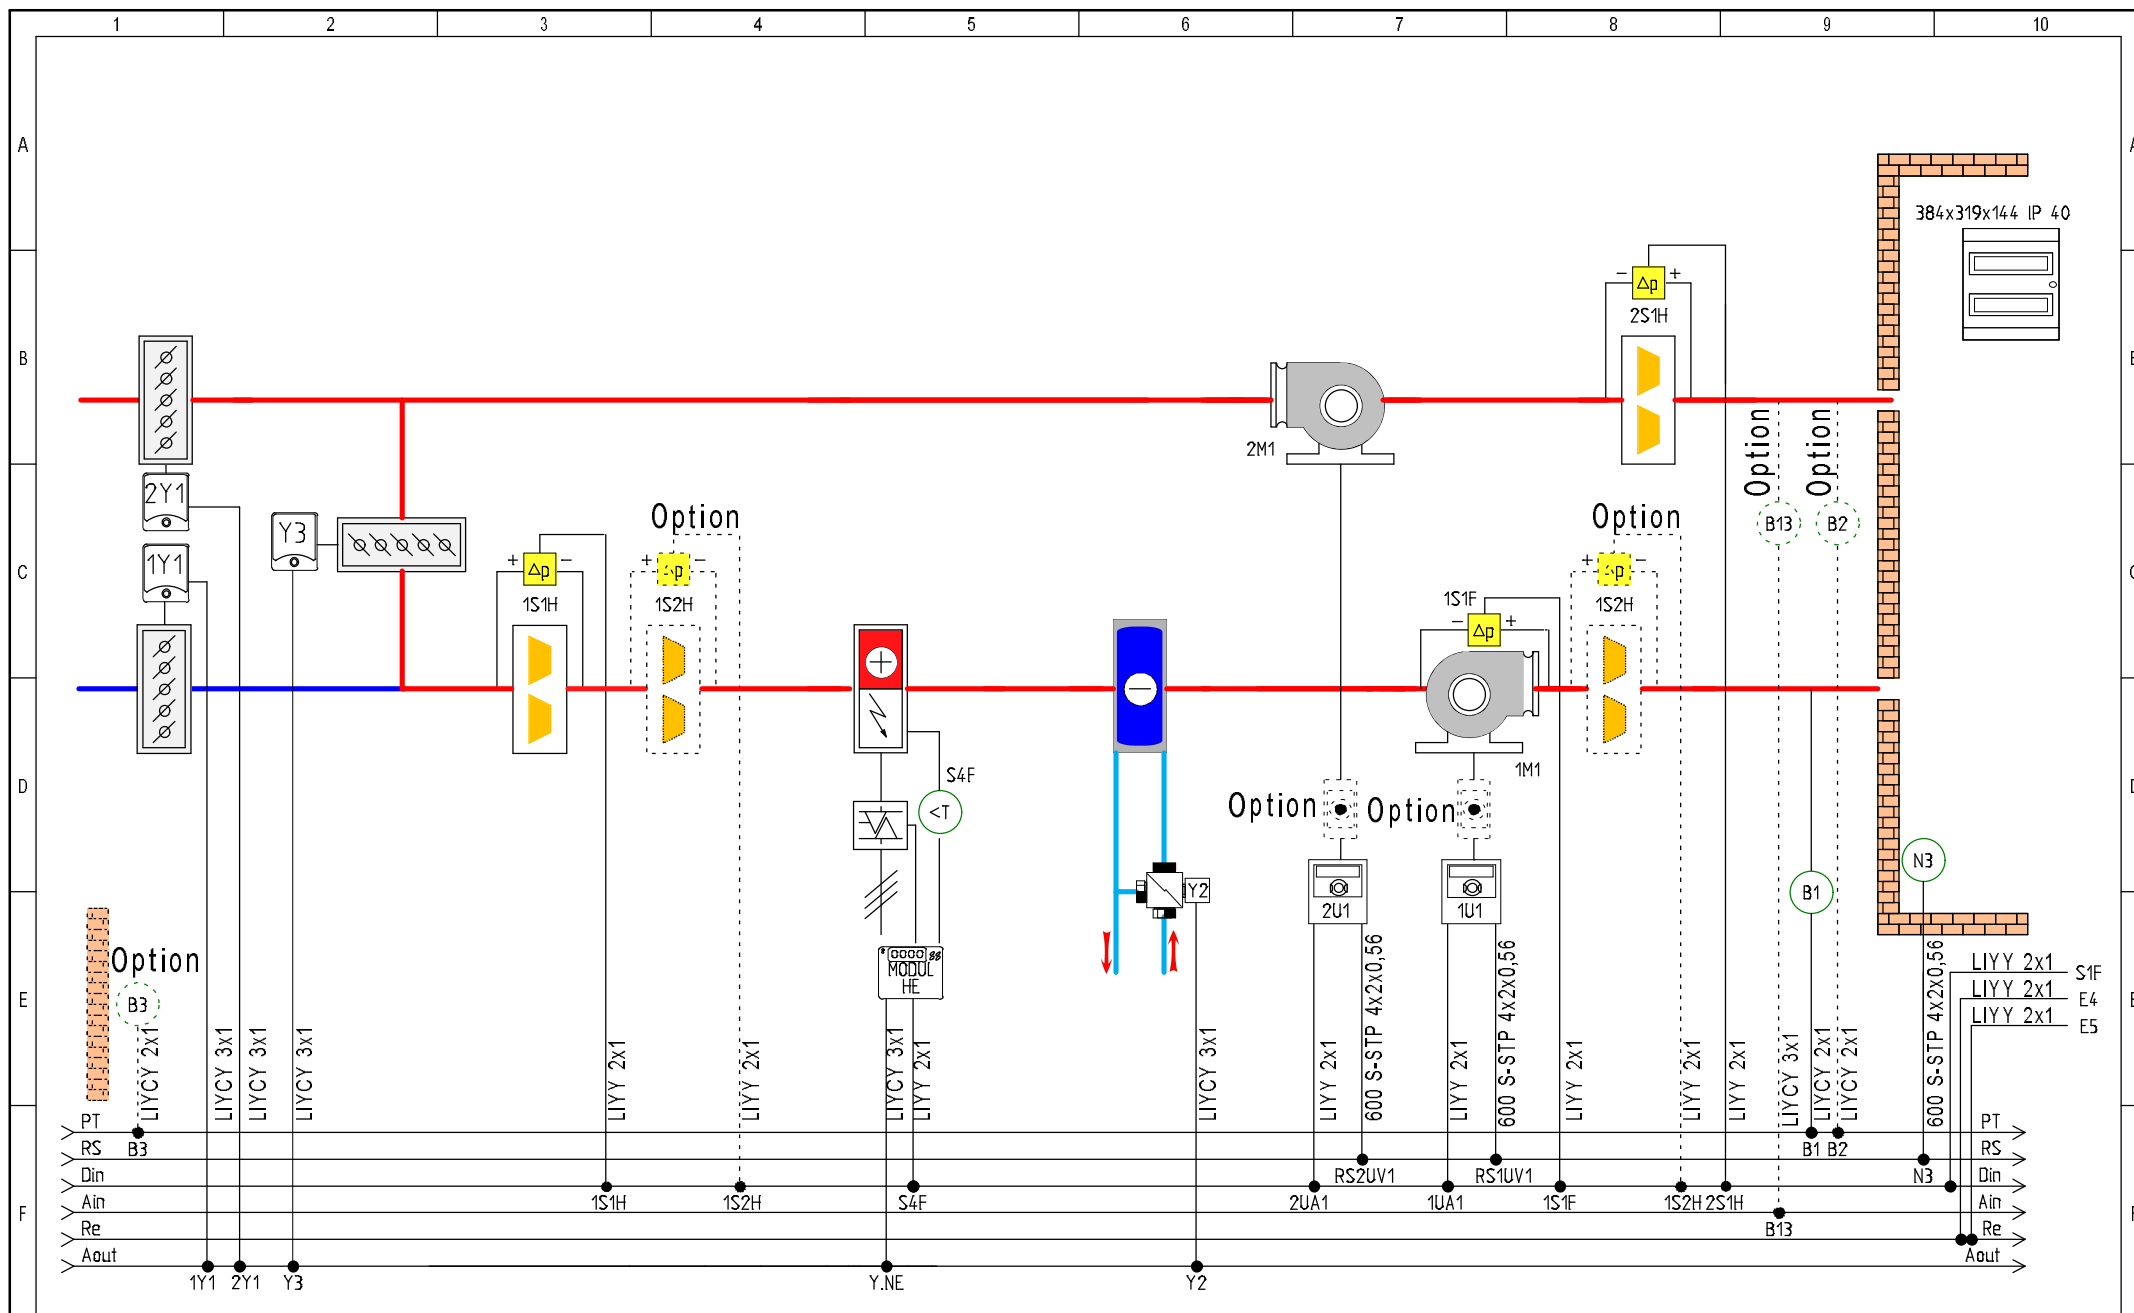 1 2 3 4 5 6 7 8 9 10
A
384x319x144 IP 40
- Δp +
2S1H
B B
2M1
Option Option
2Y1
Option Option
Y3 B13 B2
1Y1
+ Δp - + Δp - + Δp -
C
1S1H 1S2H 1S1F 1S2H
- Δp +
1M1
S4F
D
Option Option
<T
N3
Y2 B1
2U1 1U1
Option
MODUL
HE
LIYY 2x1 S1F
E
LIYY 2x1 E4
B3
LIYY 2x1 E5
LIYCY 2x1
LIYCY 3x1
LIYCY 3x1
LIYCY 3x1
LIYY 2x1
LIYY 2x1
LIYCY 3x1
LIYY 2x1
LIYCY 3x1
LIYY 2x1
600 S-STP 4x2x0,56
LIYY 2x1
600 S-STP 4x2x0,56
LIYY 2x1
LIYY 2x1
LIYY 2x1
LIYCY 3x1
LIYCY 2x1
LIYCY 2x1
600 S-STP 4x2x0,56
PT PT
B3 B1 B2
RS RS
RS2UV1 RS1UV1 N3
Din Din
1S1H 1S2H S4F 2UA1 1UA1 1S1F 1S2H 2S1H
Ain Ain
F
B13
Re Re
Aout Aout
1Y1 2Y1 Y3 Y.NE Y2